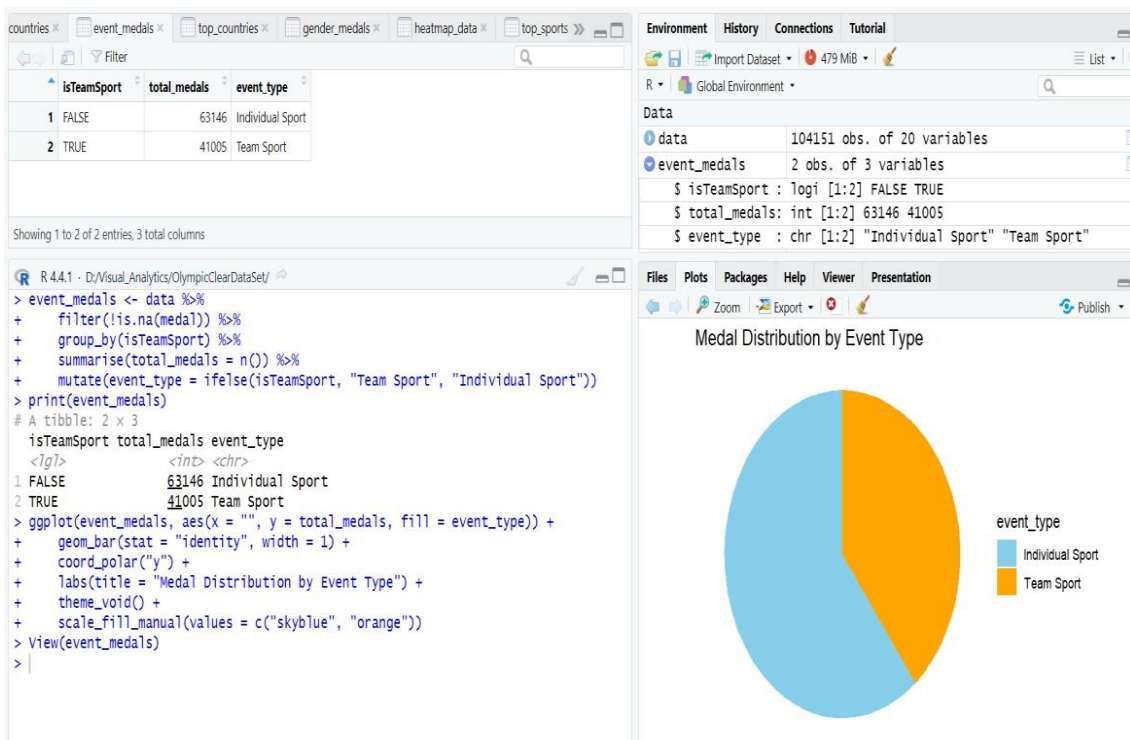 countries
event_medals
top_countries
gender_medals
heatmap_data
top_sports
Filter
isTeamSport total_medals event_type
1 FALSE 63146 Individual Sport
2 TRUE 41005 Team Sport
Showing 1 to 2 of 2 entries, 3 total columns
R 4.4.1 · D:/Visual_Analytics/OlympicClearDataSet/
> event_medals <- data %>%
+     filter(!is.na(medal)) %>%
+     group_by(isTeamSport) %>%
+     summarise(total_medals = n()) %>%
+     mutate(event_type = ifelse(isTeamSport, "Team Sport", "Individual Sport"))
> print(event_medals)
# A tibble: 2 x 3
  isTeamSport total_medals event_type
  <lgl>              <int> <chr>
1 FALSE              63146 Individual Sport
2 TRUE               41005 Team Sport
> ggplot(event_medals, aes(x = "", y = total_medals, fill = event_type)) +
+     geom_bar(stat = "identity", width = 1) +
+     coord_polar("y") +
+     labs(title = "Medal Distribution by Event Type") +
+     theme_void() +
+     scale_fill_manual(values = c("skyblue", "orange"))
> View(event_medals)
>
Environment History Connections Tutorial
Import Dataset 479 MiB List
R Global Environment
Data
data 104151 obs. of 20 variables
event_medals 2 obs. of 3 variables
$ isTeamSport : logi [1:2] FALSE TRUE
$ total_medals: int [1:2] 63146 41005
$ event_type : chr [1:2] "Individual Sport" "Team Sport"
Files Plots Packages Help Viewer Presentation
Zoom Export Publish
Medal Distribution by Event Type
event_type
Individual Sport
Team Sport